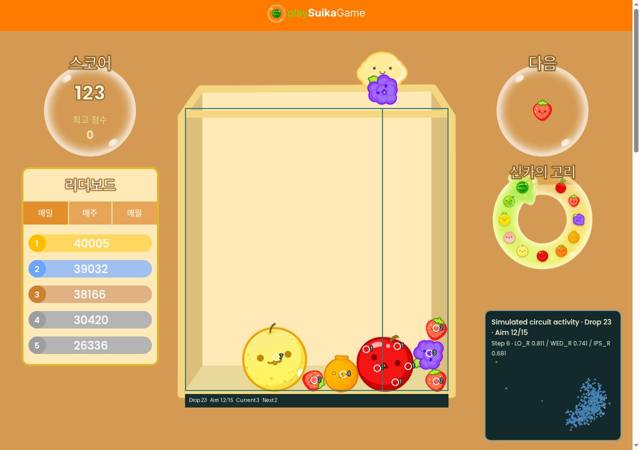 playSuikaGame
스코어
123
최고 점수
0
리더보드
매일 매주 매월
1 40005
2 39032
3 38166
4 30420
5 26336
Drop 23 Aim 12/15 Current 3 Next 2
다음
신카의 고리
Simulated circuit activity · Drop 23
· Aim 12/15
Step 6 · LO_R 0.811 / WED_R 0.741 / IPS_R
0.681